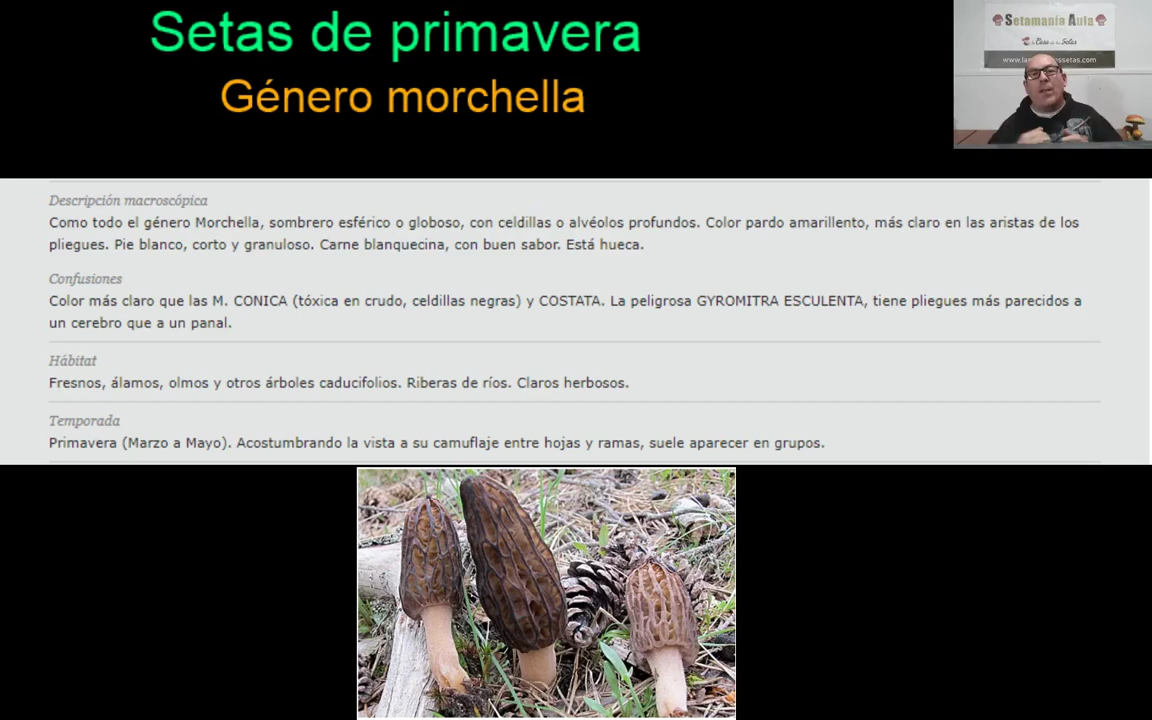 Setas de primavera
Género morchella
Setamanía Aula
la Casa de las Setas
Descripción macroscópica
Como todo el género Morchella, sombrero esférico o globoso, con celdillas o alvéolos profundos. Color pardo amarillento, más claro en las aristas de los
pliegues. Pie blanco, corto y granuloso. Carne blanquecina, con buen sabor. Está hueca.
Confusiones
Color más claro que las M. CONICA (tóxica en crudo, celdillas negras) y COSTATA. La peligrosa GYROMITRA ESCULENTA, tiene pliegues más parecidos a
un cerebro que a un panal.
Hábitat
Fresnos, álamos, olmos y otros árboles caducifolios. Riberas de ríos. Claros herbosos.
Temporada
Primavera (Marzo a Mayo). Acostumbrando la vista a su camuflaje entre hojas y ramas, suele aparecer en grupos.